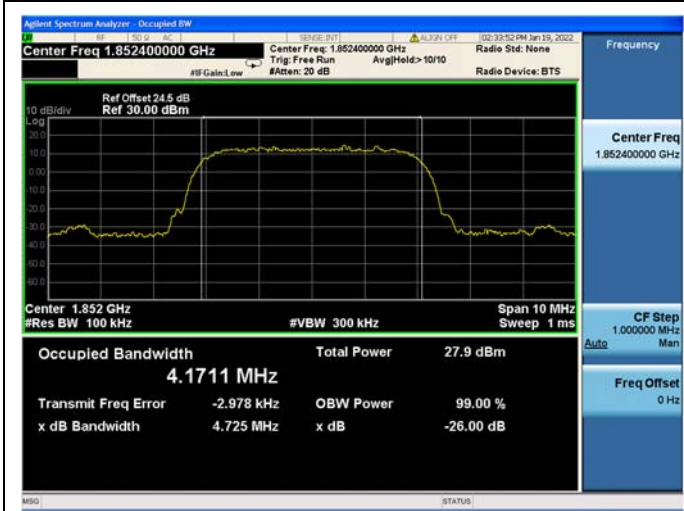 Agilent Spectrum Analyzer - Occupied BW
RF 50 Ω AC SENSE:INT ALIGN OFF 02:33:52 PM Jan 19, 2022
Center Freq 1.852400000 GHz Center Freq: 1.852400000 GHz Radio Std: None
Trig: Free Run Avg|Hold:>10/10
#IFGain:Low #Atten: 20 dB Radio Device: BTS
Ref Offset 24.5 dB
10 dB/div Ref 30.00 dBm
Log
20.0
10.0
0.00
-10.0
-20.0
-30.0
-40.0
-50.0
-60.0
Center 1.852 GHz Span 10 MHz
#Res BW 100 kHz #VBW 300 kHz Sweep 1 ms
Occupied Bandwidth Total Power 27.9 dBm
4.1711 MHz
Transmit Freq Error -2.978 kHz OBW Power 99.00 %
x dB Bandwidth 4.725 MHz x dB -26.00 dB
MSG STATUS
Frequency
Center Freq
1.852400000 GHz
CF Step
1.000000 MHz
Auto Man
Freq Offset
0 Hz